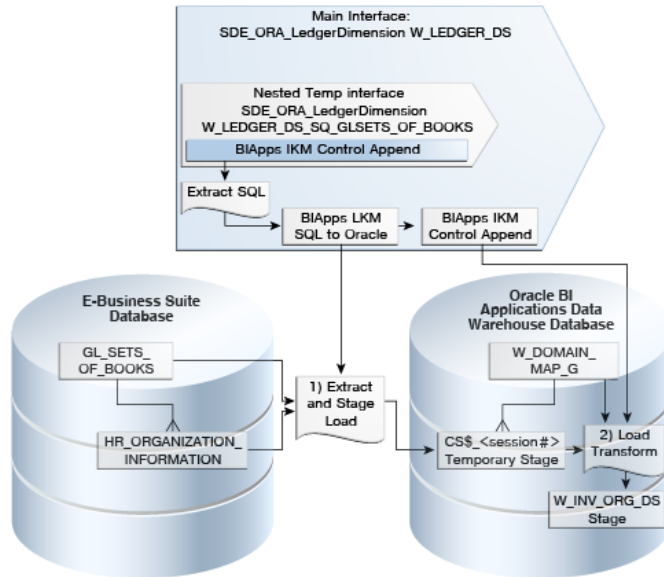 Main Interface:
SDE_ORA_LedgerDimension W_LEDGER_DS
Nested Temp interface
SDE_ORA_LedgerDimension
W_LEDGER_DS_SQ_GLSETS_OF_BOOKS
BIApps IKM Control Append
Extract SQL
BIApps LKM
SQL to Oracle
BIApps IKM
Control Append
E-Business Suite
Database
Oracle BI
Applications Data
Warehouse Database
GL_SETS_
OF_BOOKS
HR_ORGANIZATION_
INFORMATION
1) Extract
and Stage
Load
W_DOMAIN_
MAP_G
CS$_<session#>
Temporary Stage
2) Load
Transform
W_INV_ORG_DS
Stage